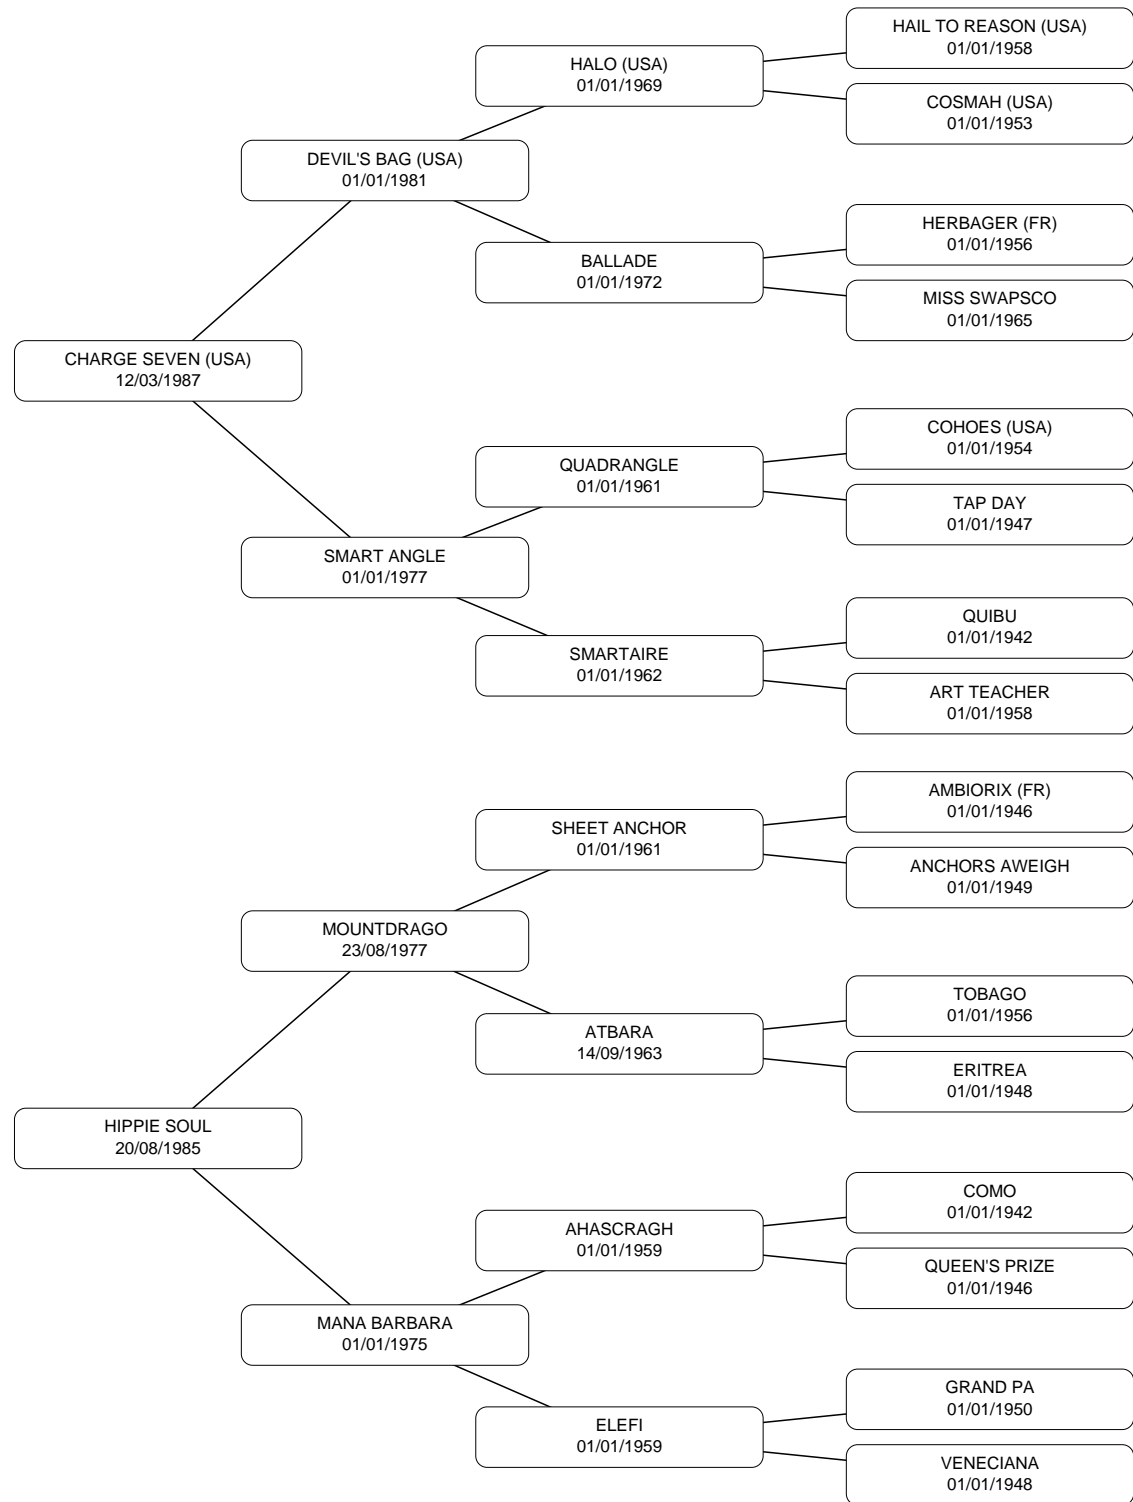 HAIL TO REASON (USA)
01/01/1958
HALO (USA)
01/01/1969
COSMAH (USA)
01/01/1953
DEVIL'S BAG (USA)
01/01/1981
HERBAGER (FR)
01/01/1956
BALLADE
01/01/1972
MISS SWAPSCO
01/01/1965
CHARGE SEVEN (USA)
12/03/1987
COHOES (USA)
01/01/1954
QUADRANGLE
01/01/1961
TAP DAY
01/01/1947
SMART ANGLE
01/01/1977
QUIBU
01/01/1942
SMARTAIRE
01/01/1962
ART TEACHER
01/01/1958
AMBIORIX (FR)
01/01/1946
SHEET ANCHOR
01/01/1961
ANCHORS AWEIGH
01/01/1949
MOUNTDRAGO
23/08/1977
TOBAGO
01/01/1956
ATBARA
14/09/1963
ERITREA
01/01/1948
HIPPIE SOUL
20/08/1985
COMO
01/01/1942
AHASCRAGH
01/01/1959
QUEEN'S PRIZE
01/01/1946
MANA BARBARA
01/01/1975
GRAND PA
01/01/1950
ELEFI
01/01/1959
VENECIANA
01/01/1948